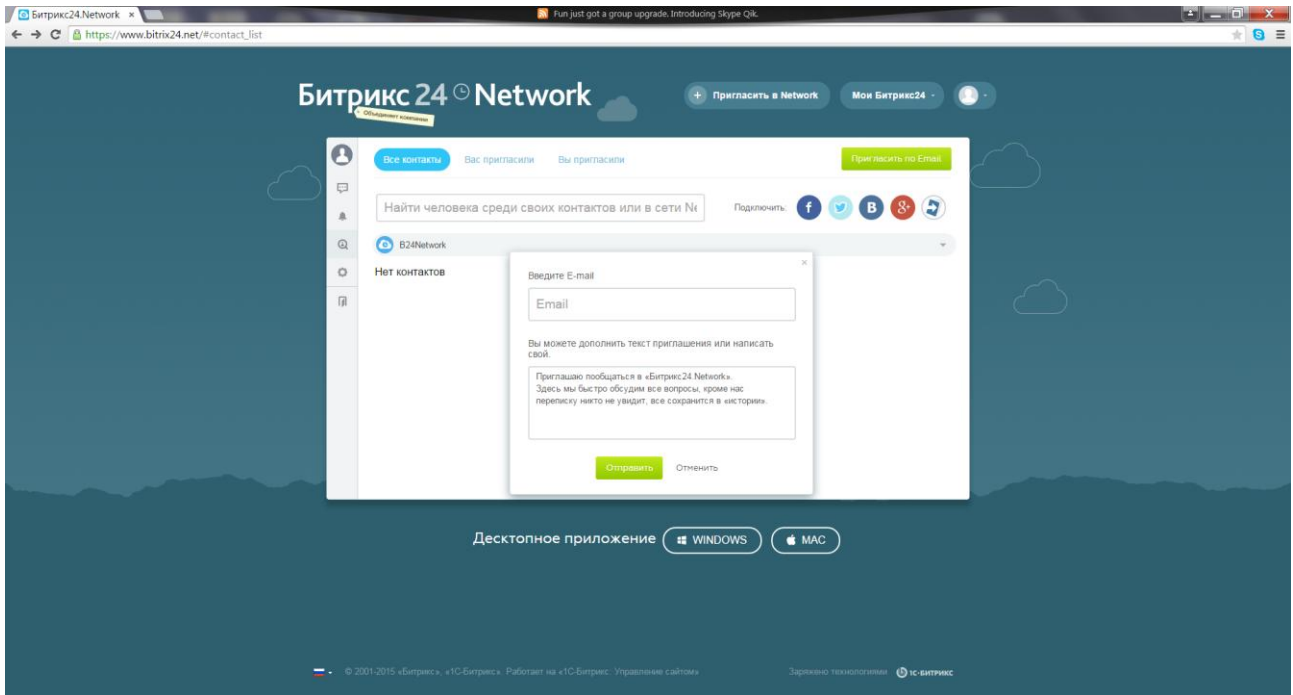 Битрикс24.Network
Fun just got a group upgrade. Introducing Skype Qik.
https://www.bitrix24.net/#contact_list
Битрикс 24 Network
Объединяет компании
Пригласить в Network
Мои Битрикс24
Все контакты
Вас пригласили
Вы пригласили
Пригласить по Email
Найти человека среди своих контактов или в сети Ne
Подключить:
f
B
8+
B24Network
Нет контактов
Введите E-mail
Email
Вы можете дополнить текст приглашения или написать
свой.
Приглашаю пообщаться в «Битрикс24.Network».
Здесь мы быстро обсудим все вопросы, кроме нас
переписку никто не увидит, все сохранится в «истории».
Отправить
Отменить
Десктопное приложение
WINDOWS
MAC
© 2001-2015 «Битрикс», «1С-Битрикс». Работает на «1С-Битрикс: Управление сайтом»
Заряжено технологиями
1С-БИТРИКС